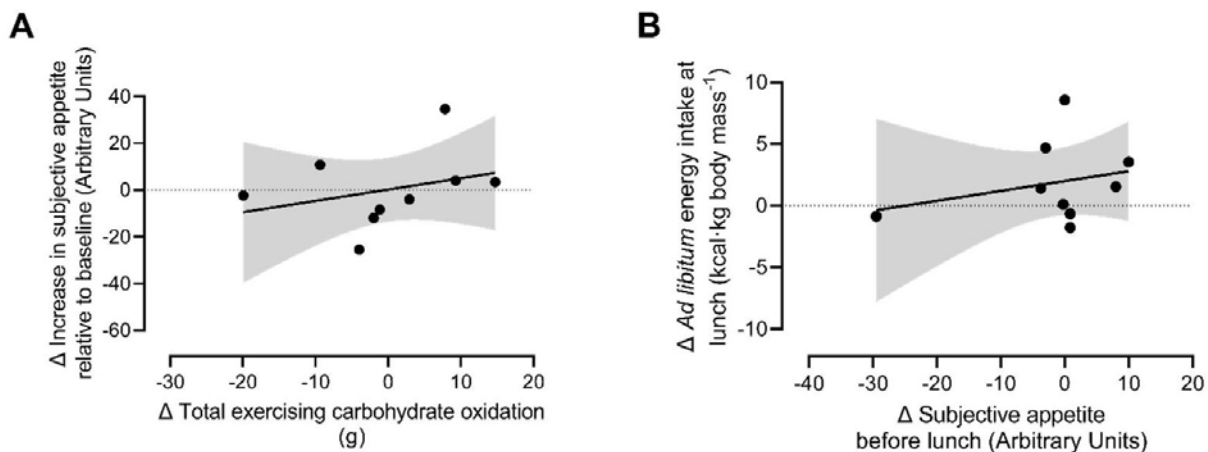 A
Δ Increase in subjective appetite
relative to baseline (Arbitrary Units)
40
20
0
-20
-40
-60
-30
-20
-10
0
10
20
Δ Total exercising carbohydrate oxidation
(g)
B
Δ Ad libitum energy intake at
lunch (kcal·kg body mass⁻¹)
10
5
0
-5
-10
-40
-30
-20
-10
0
10
20
Δ Subjective appetite
before lunch (Arbitrary Units)